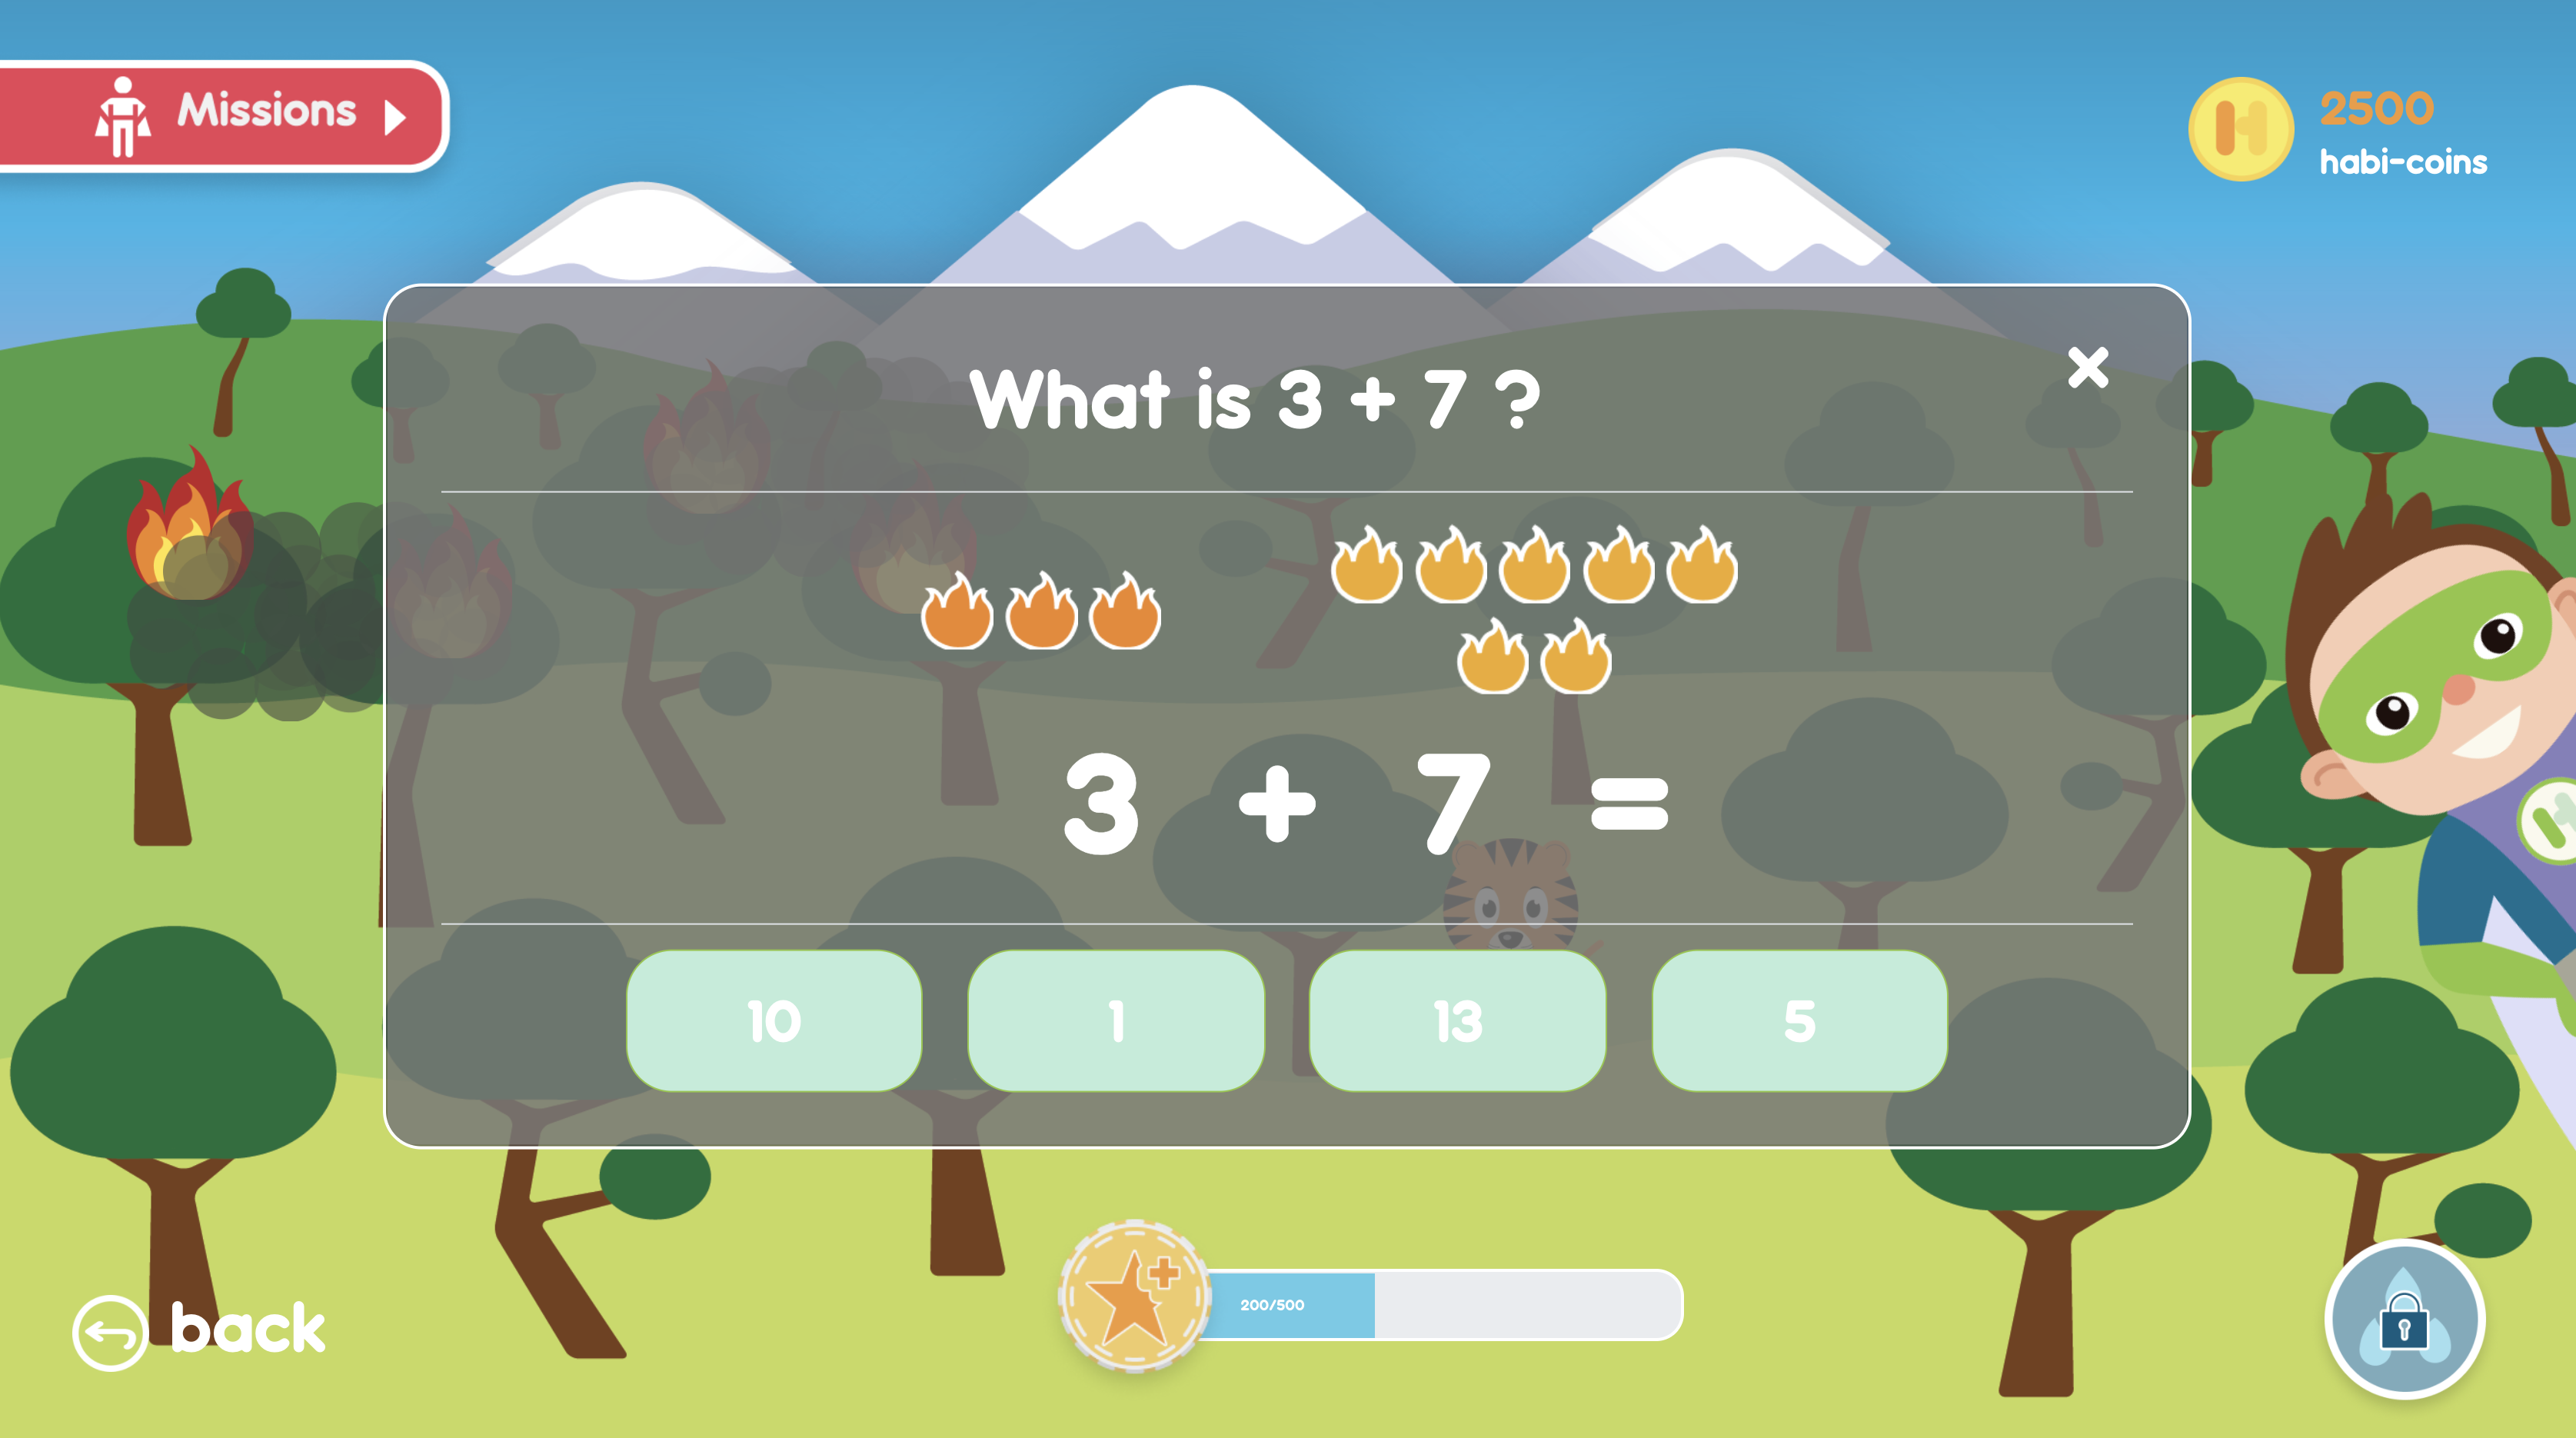 Missions
2500
habi-coins
What is 3 + 7 ?
3 + 7 =
10
1
13
5
200/500
back